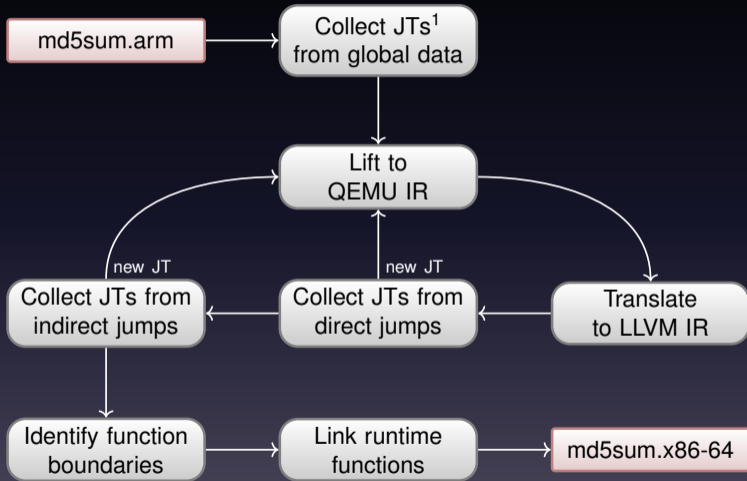 md5sum.arm
Collect JTs¹
from global data
Lift to
QEMU IR
new JT
new JT
Collect JTs from
indirect jumps
Collect JTs from
direct jumps
Translate
to LLVM IR
Identify function
boundaries
Link runtime
functions
md5sum.x86-64